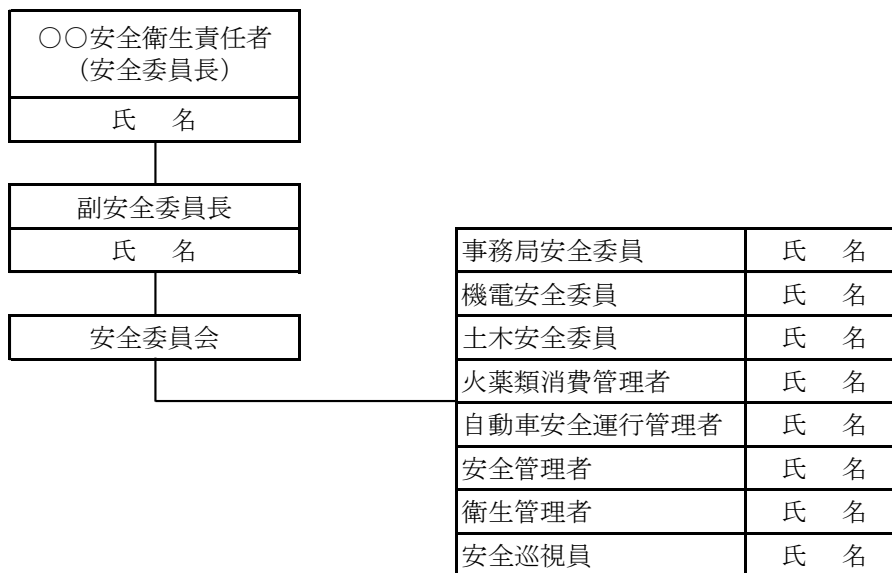 ○○安全衛生責任者
（安全委員長）
氏　名
副安全委員長
氏　名
安全委員会
事務局安全委員　氏　名
機電安全委員　氏　名
土木安全委員　氏　名
火薬類消費管理者　氏　名
自動車安全運行管理者　氏　名
安全管理者　氏　名
衛生管理者　氏　名
安全巡視員　氏　名